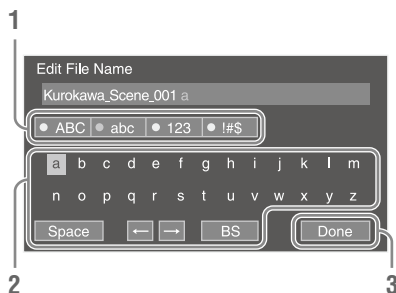 1
Edit File Name
Kurokawa_Scene_001 a
ABC abc 123 !#$
a b c d e f g h i j k l m
n o p q r s t u v w x y z
Space ← → BS Done
2 3